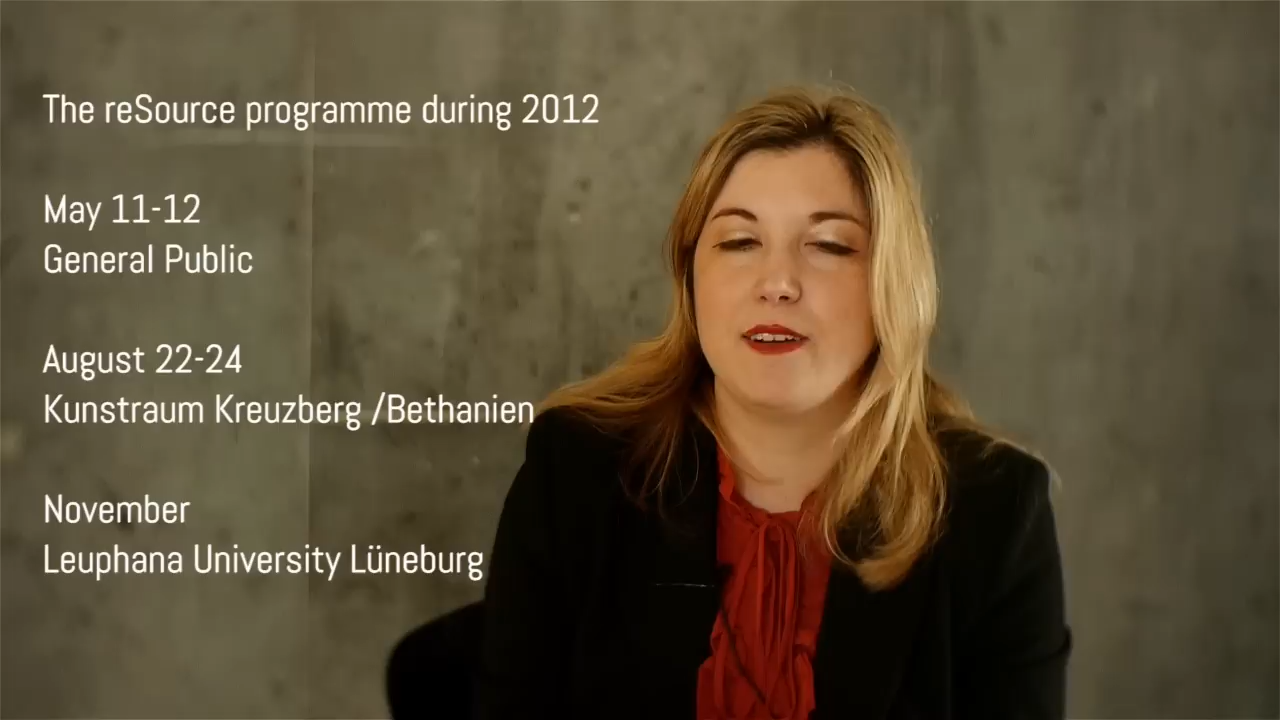 The reSource programme during 2012
May 11-12
General Public
August 22-24
Kunstraum Kreuzberg /Bethanien
November
Leuphana University Lüneburg